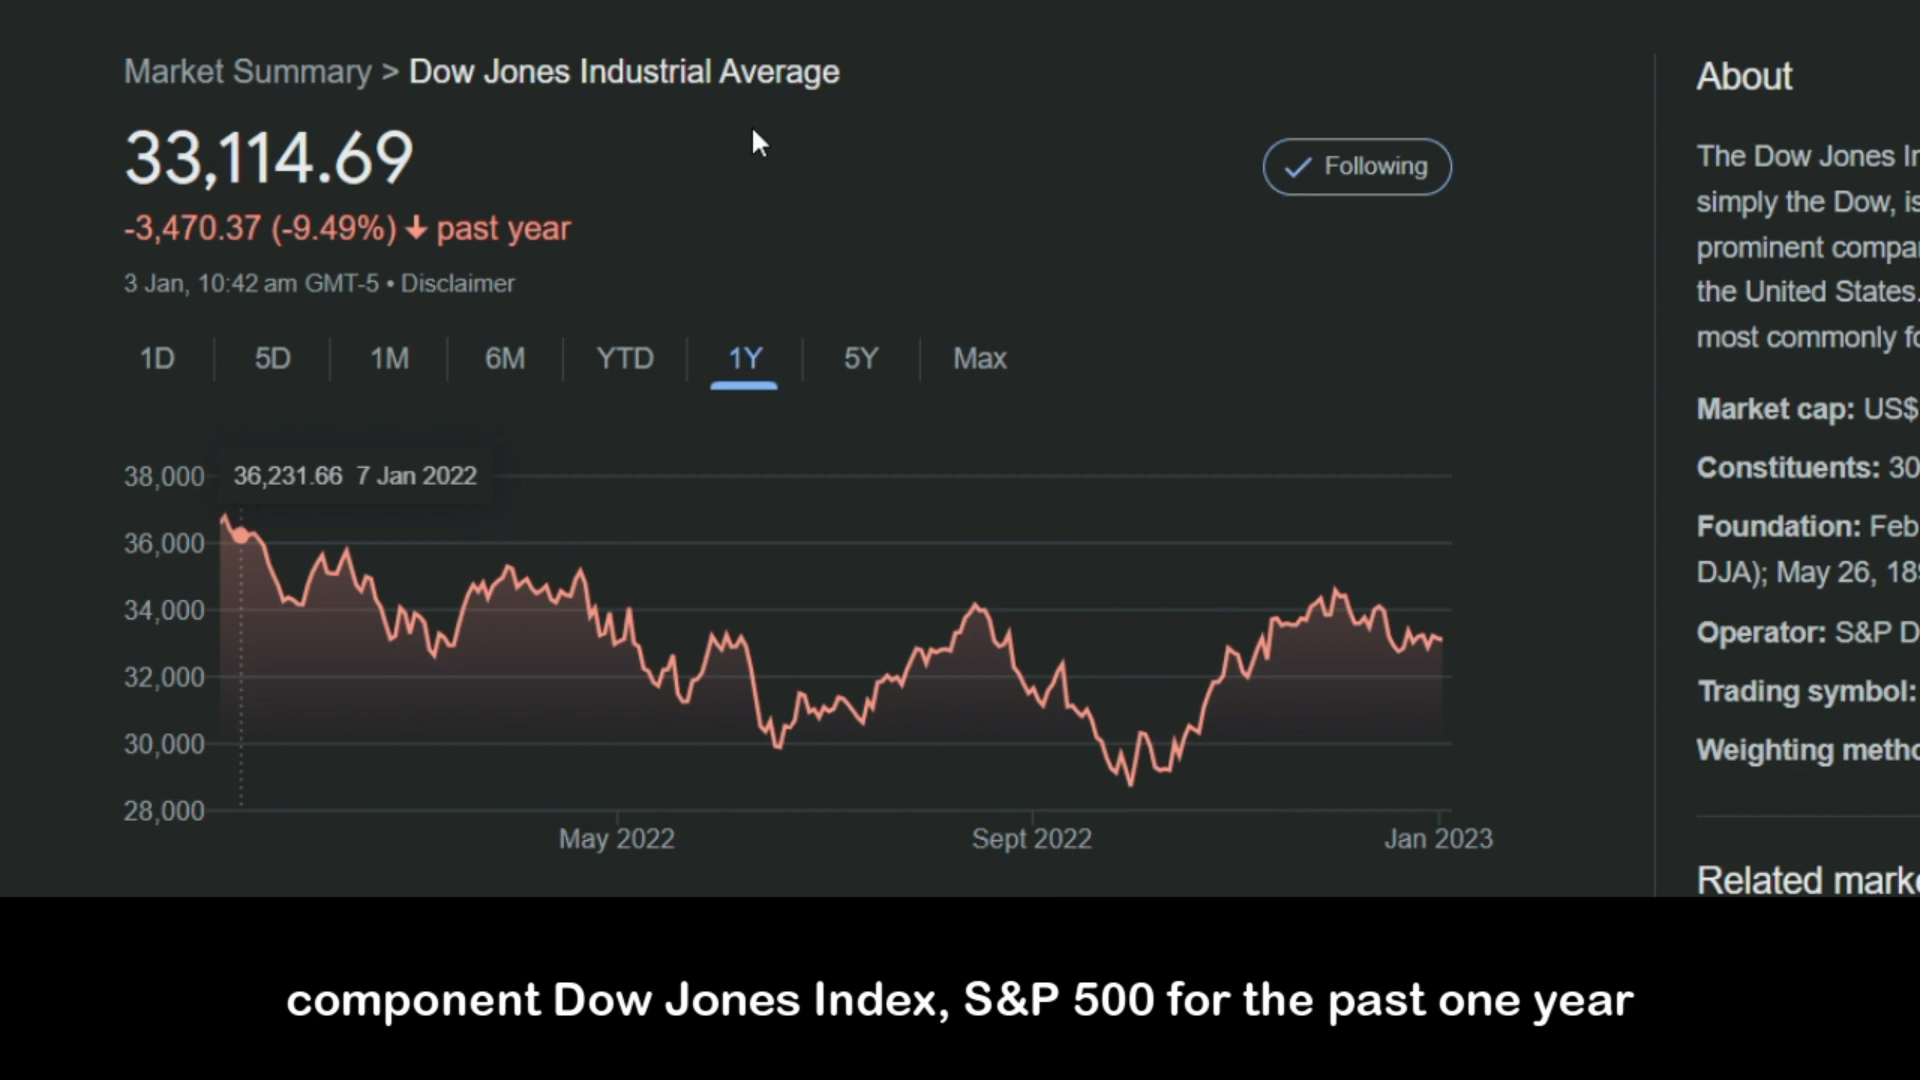 Market Summary > Dow Jones Industrial Average
33,114.69
-3,470.37 (-9.49%) ↓ past year
3 Jan, 10:42 am GMT-5 • Disclaimer
Following
1D 5D 1M 6M YTD 1Y 5Y Max
36,231.66 7 Jan 2022
38,000
36,000
34,000
32,000
30,000
28,000
May 2022 Sept 2022 Jan 2023
About
The Dow Jones
simply the Dow,
prominent
the United States.
most commonly
Market cap: US$
Constituents: 30
Foundation: Feb
DJA); May 26,
Operator: S&P
Trading symbol:
Weighting
Related
component Dow Jones Index, S&P 500 for the past one year